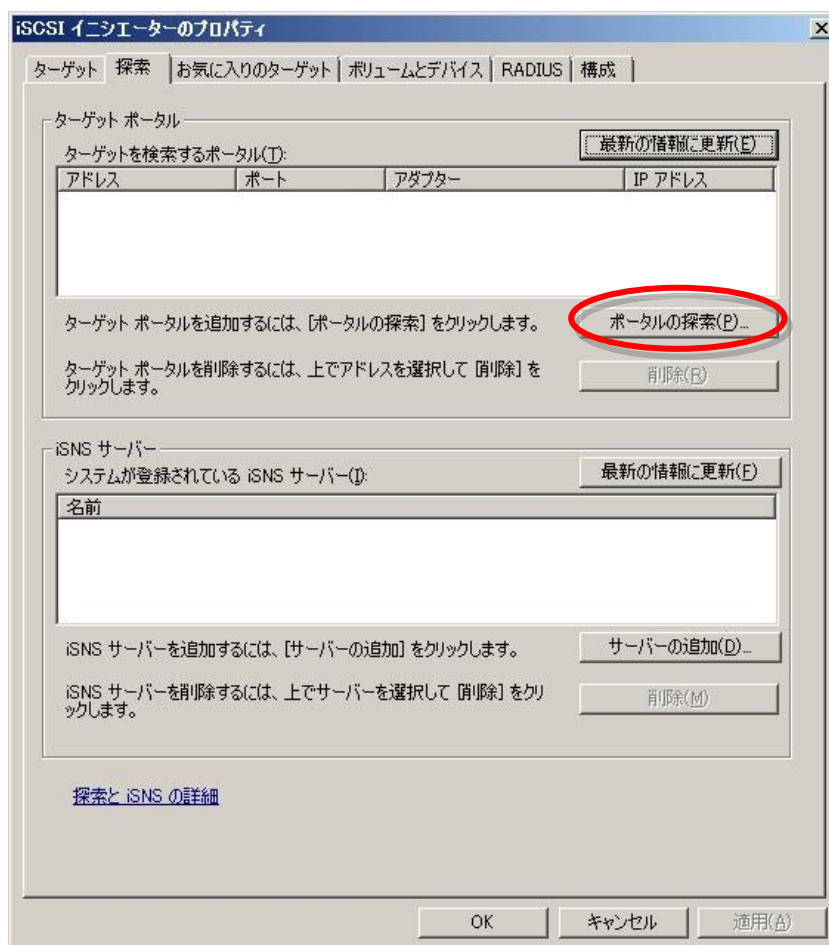 iSCSI イニシエーターのプロパティ
ターゲット 探索 お気に入りのターゲット ボリュームとデバイス RADIUS 構成
ターゲット ポータル
ターゲットを検索するポータル(T):
最新の情報に更新(E)
アドレス ポート アダプター IP アドレス
ターゲット ポータルを追加するには、[ポータルの探索] をクリックします。
ポータルの探索(P)...
ターゲット ポータルを削除するには、上でアドレスを選択して [削除] を
クリックします。
削除(R)
iSNS サーバー
システムが登録されている iSNS サーバー(I):
最新の情報に更新(F)
名前
iSNS サーバーを追加するには、[サーバーの追加] をクリックします。
サーバーの追加(D)...
iSNS サーバーを削除するには、上でサーバーを選択して [削除] をクリ
ックします。
削除(M)
探索と iSNS の詳細
OK キャンセル 適用(A)